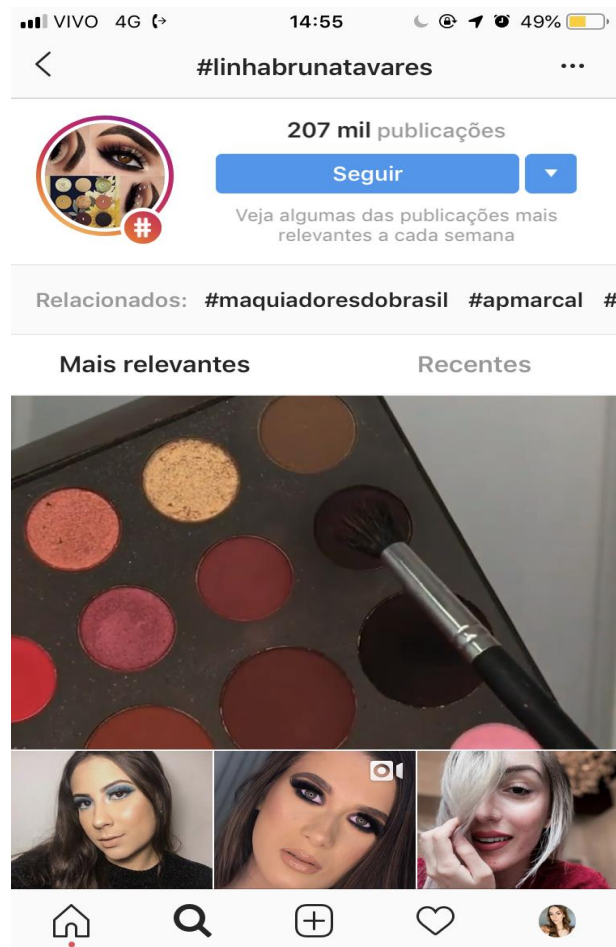 VIVO 4G 14:55 49%
#linhabrunatavares
207 mil publicações
Seguir
Veja algumas das publicações mais
relevantes a cada semana
#
Relacionados: #maquiadoresdobrasil #apmarcal #
Mais relevantes Recentes